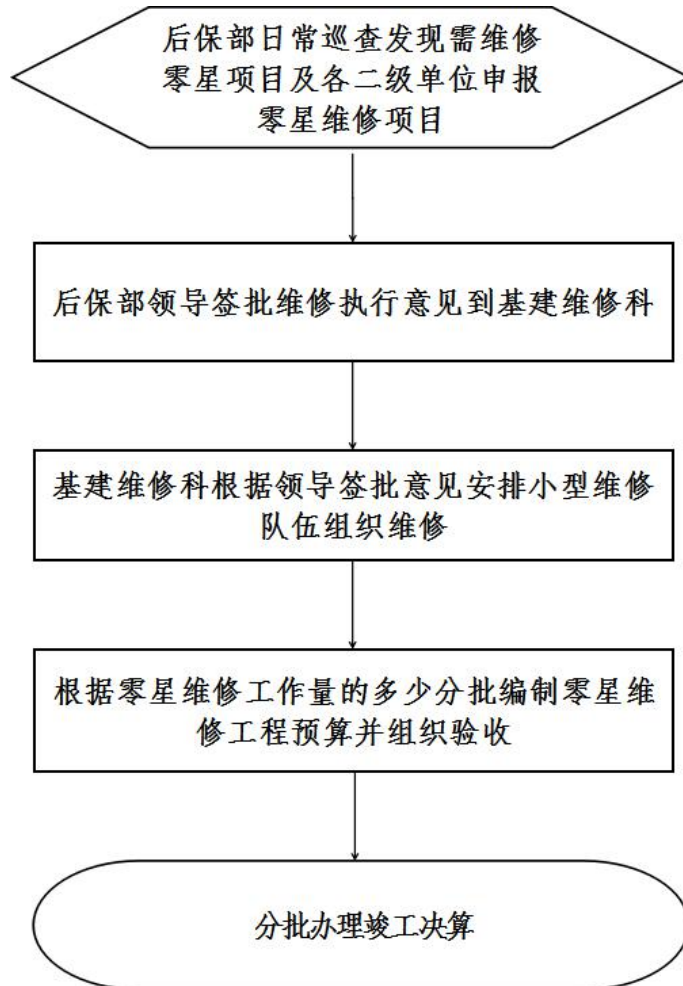 后保部日常巡查发现需维修
零星项目及各二级单位申报
零星维修项目
后保部领导签批维修执行意见到基建维修科
基建维修科根据领导签批意见安排小型维修
队伍组织维修
根据零星维修工作量的多少分批编制零星维
修工程预算并组织验收
分批办理竣工决算